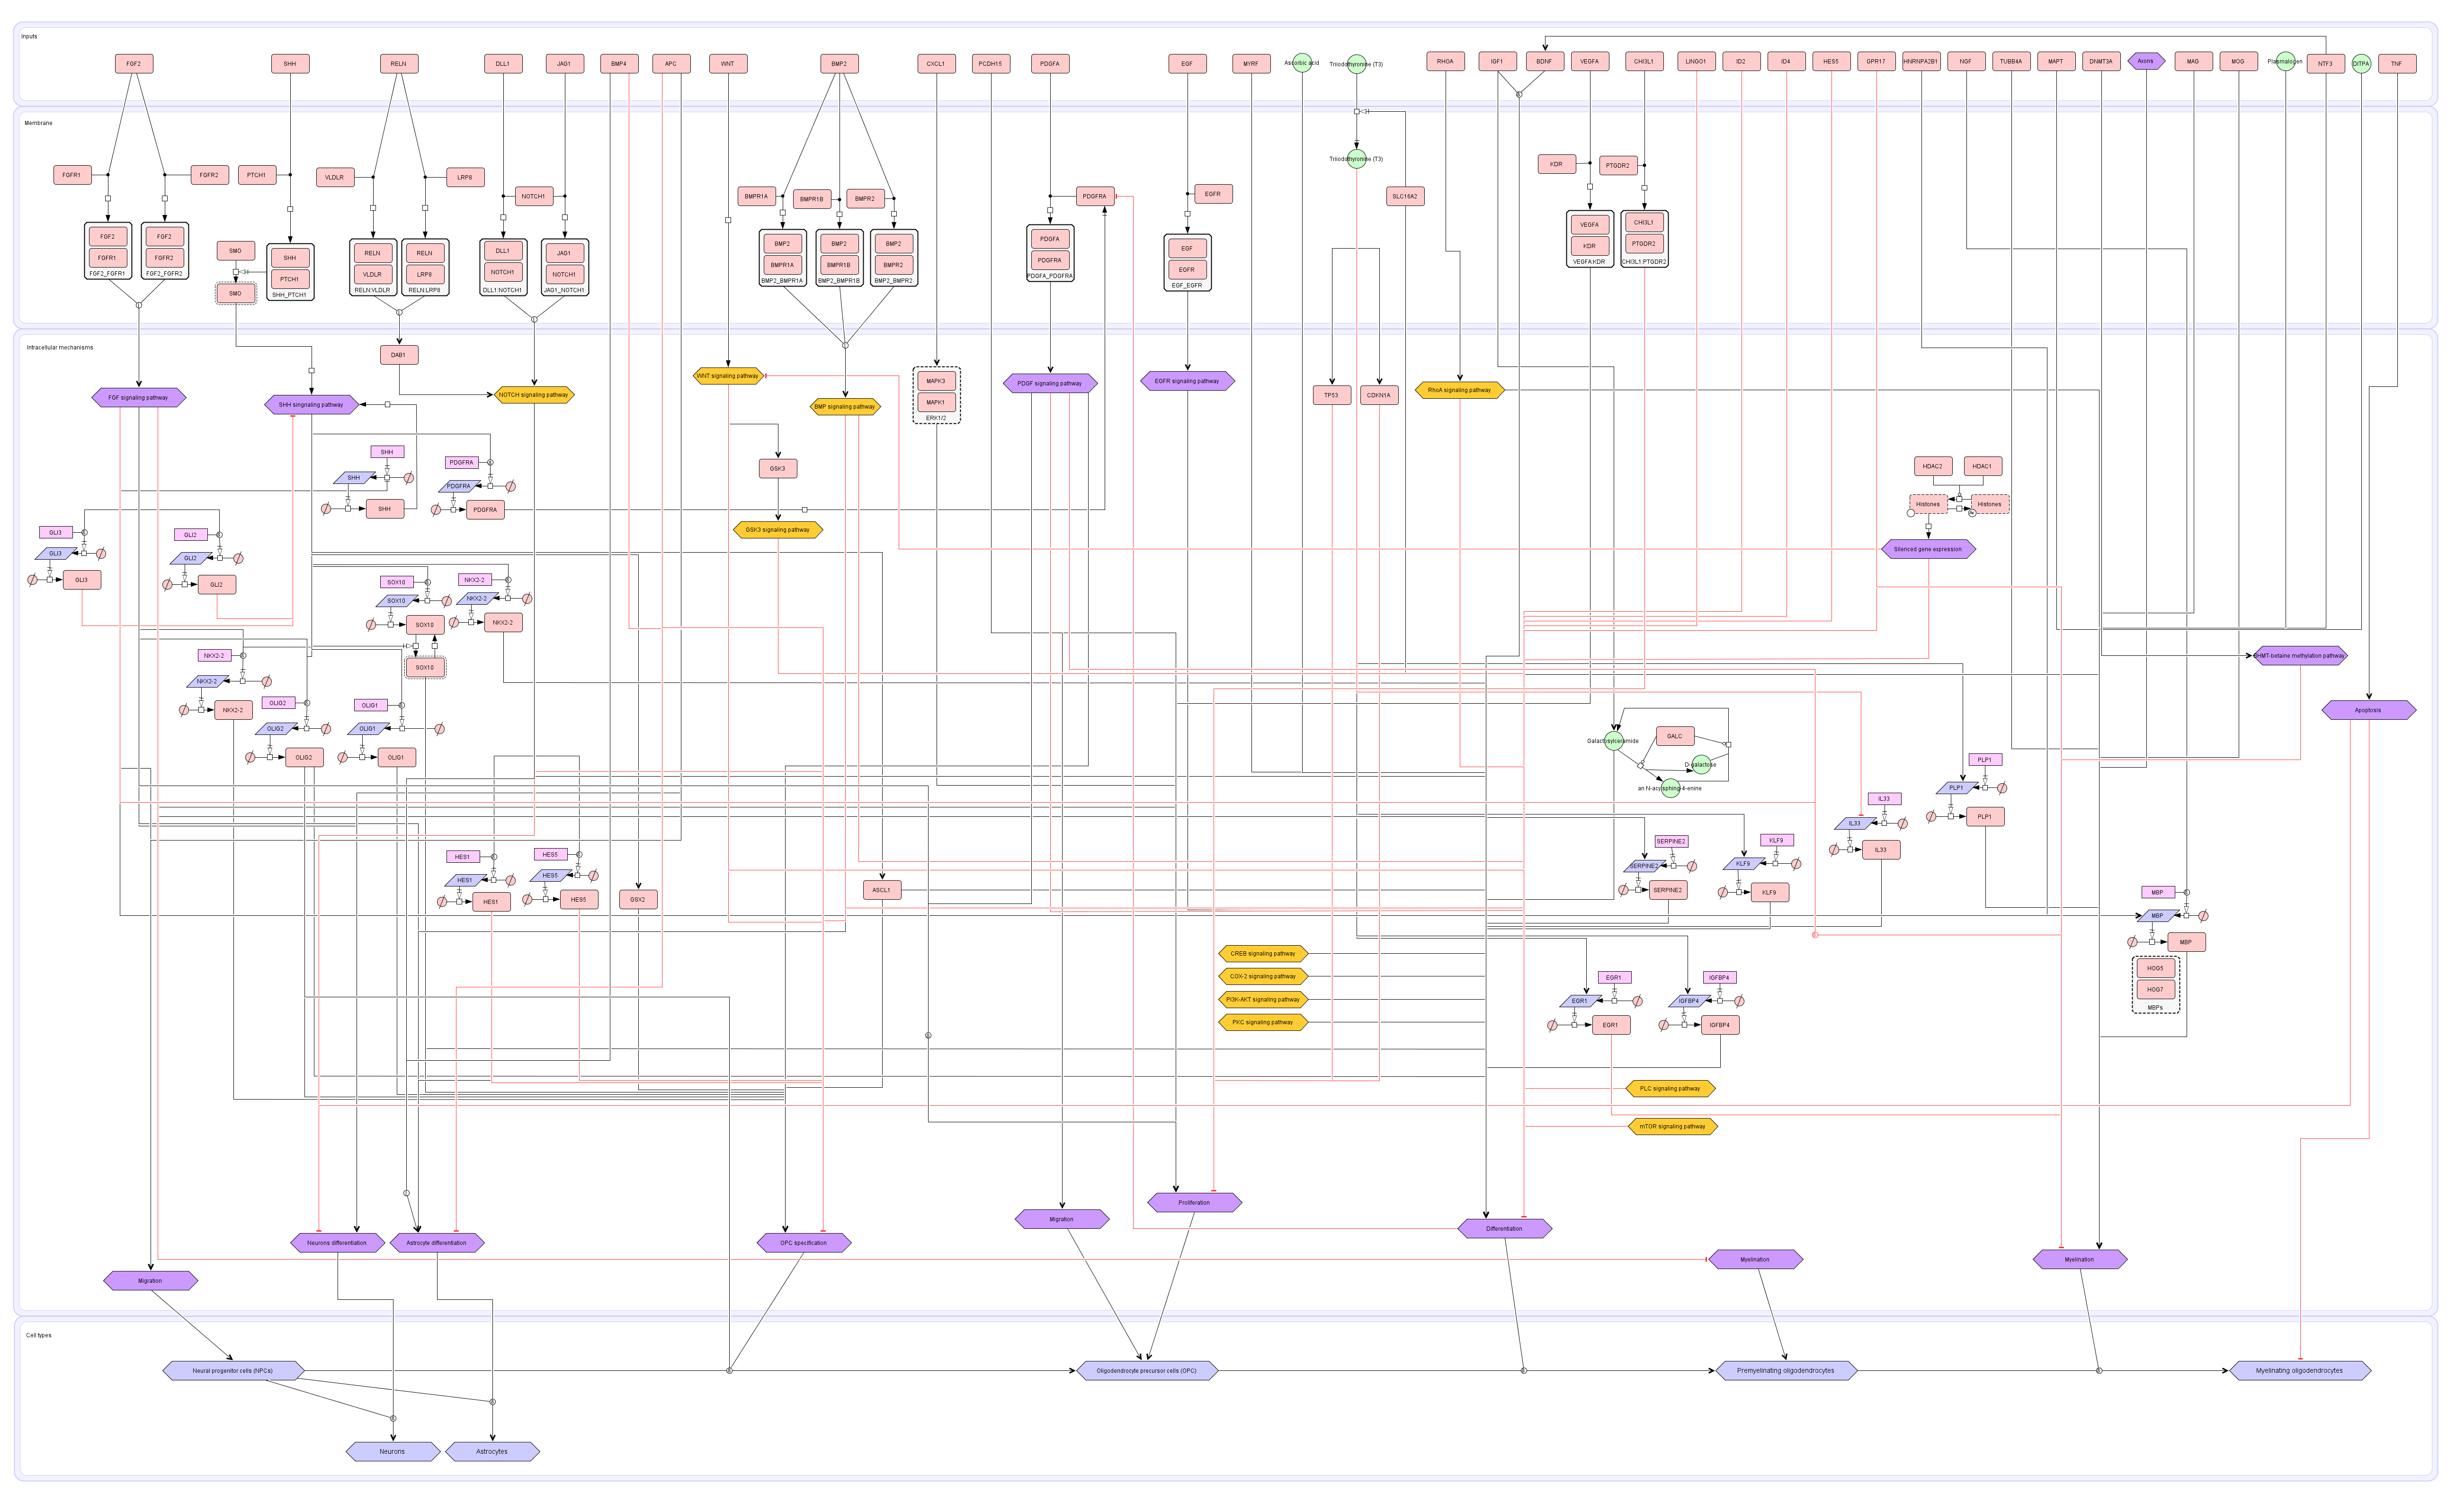 Inputs
FGF2
SHH
RELN
DLL1
JAG1
BMP4
APC
WNT
BMP2
CXCL1
PCDH15
PDGFA
EGF
MYRF
Ascorbic acid
Triiodothyronine (T3)
RHOA
IGF1
BDNF
VEGFA
CHI3L1
LINGO1
ID2
ID4
HES5
GPR17
HNRNPA2B1
NGF
TUBB4A
MAPT
DNMT3A
Axons
MAG
MOG
Plasmalogen
NTF3
DITPA
TNF
Membrane
Triiodothyronine (T3)
FGFR1
FGFR2
PTCH1
VLDLR
LRP8
NOTCH1
BMPR1A
BMPR1B
BMPR2
PDGFRA
EGFR
SLC16A2
KDR
PTGDR2
FGF2
FGFR1
FGF2_FGFR1
FGF2
FGFR2
FGF2_FGFR2
SMO
SMO
SHH
PTCH1
SHH_PTCH1
RELN
VLDLR
RELN:VLDLR
RELN
LRP8
RELN:LRP8
DLL1
NOTCH1
DLL1:NOTCH1
JAG1
NOTCH1
JAG1_NOTCH1
BMP2
BMPR1A
BMP2_BMPR1A
BMP2
BMPR1B
BMP2_BMPR1B
BMP2
BMPR2
BMP2_BMPR2
PDGFA
PDGFRA
PDGFA_PDGFRA
EGF
EGFR
EGF_EGFR
VEGFA
KDR
VEGFA:KDR
CHI3L1
PTGDR2
CHI3L1:PTGDR2
Intracellular mechanisms
DAB1
FGF signaling pathway
SHH singnaling pathway
NOTCH signaling pathway
WNT signaling pathway
BMP signaling pathway
MAPK3
MAPK1
ERK1/2
PDGF signaling pathway
EGFR signaling pathway
TP53
CDKN1A
RhoA signaling pathway
SHH
SHH
SHH
PDGFRA
PDGFRA
PDGFRA
GSK3
GSK3 signaling pathway
HDAC2
HDAC1
Histones
Histones
Ac
Silenced gene expression
GLI3
GLI3
GLI3
GLI2
GLI2
GLI2
SOX10
SOX10
SOX10
SOX10
NKX2-2
NKX2-2
NKX2-2
NKX2-2
NKX2-2
NKX2-2
OLIG2
OLIG2
OLIG2
OLIG1
OLIG1
OLIG1
BHMT-betaine methylation pathway
Apoptosis
Galactosylceramide
GALC
D-galactose
an N-acylsphing-4-enine
PLP1
PLP1
PLP1
IL33
IL33
IL33
SERPINE2
SERPINE2
SERPINE2
KLF9
KLF9
KLF9
HES1
HES1
HES1
HES5
HES5
HES5
GSX2
ASCL1
MBP
MBP
MBP
HOG5
HOG7
MBPs
CREB signaling pathway
COX-2 signaling pathway
PI3K-AKT signaling pathway
PKC signaling pathway
EGR1
EGR1
EGR1
IGFBP4
IGFBP4
IGFBP4
PLC signaling pathway
mTOR signaling pathway
Proliferation
Migration
Differentiation
Neurons differentiation
Astrocyte differentiation
OPC specification
Myelination
Myelination
Migration
Cell types
Neural progenitor cells (NPCs)
Oligodendrocyte precursor cells (OPC)
Premyelinating oligodendrocytes
Myelinating oligodendrocytes
Neurons
Astrocytes